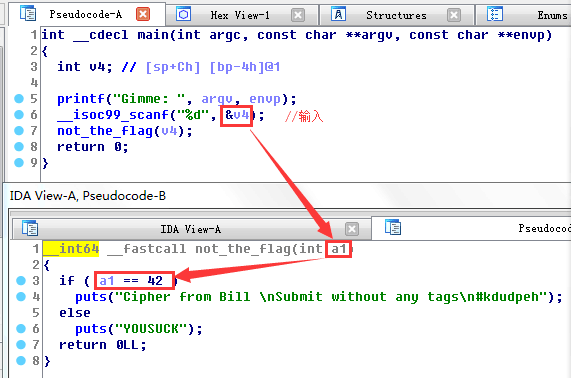 Pseudocode-A
Hex View-1
Structures
Enums
1 int __cdecl main(int argc, const char **argv, const char **envp)
2 {
3 int v4; // [sp+Ch] [bp-4h]@1
4
5 printf("Gimme: ", argv, envp);
6 __isoc99_scanf("%d", &v4); //输入
7 not_the_flag(v4);
8 return 0;
9 }
IDA View-A, Pseudocode-B
IDA View-A
Pseudocod
1 __int64 __fastcall not_the_flag(int a1)
2 {
3 if ( a1 == 42 )
4 puts("Cipher from Bill \nSubmit without any tags\n#kdudpeh");
5 else
6 puts("YOUSUCK");
7 return 0LL;
8 }